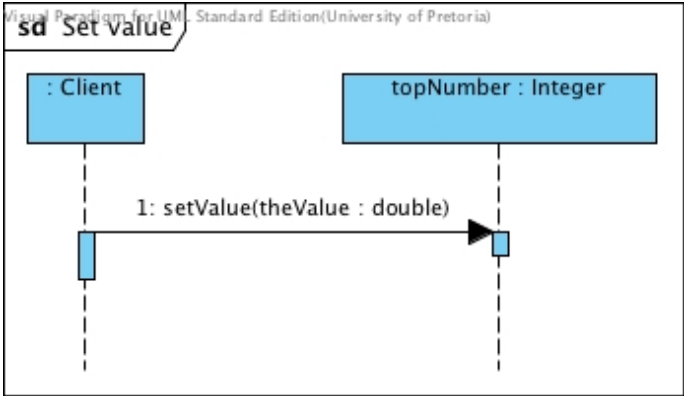 Visual Paradigm for UML Standard Edition(University of Pretoria)
sd Set value
: Client
topNumber : Integer
1: setValue(theValue : double)